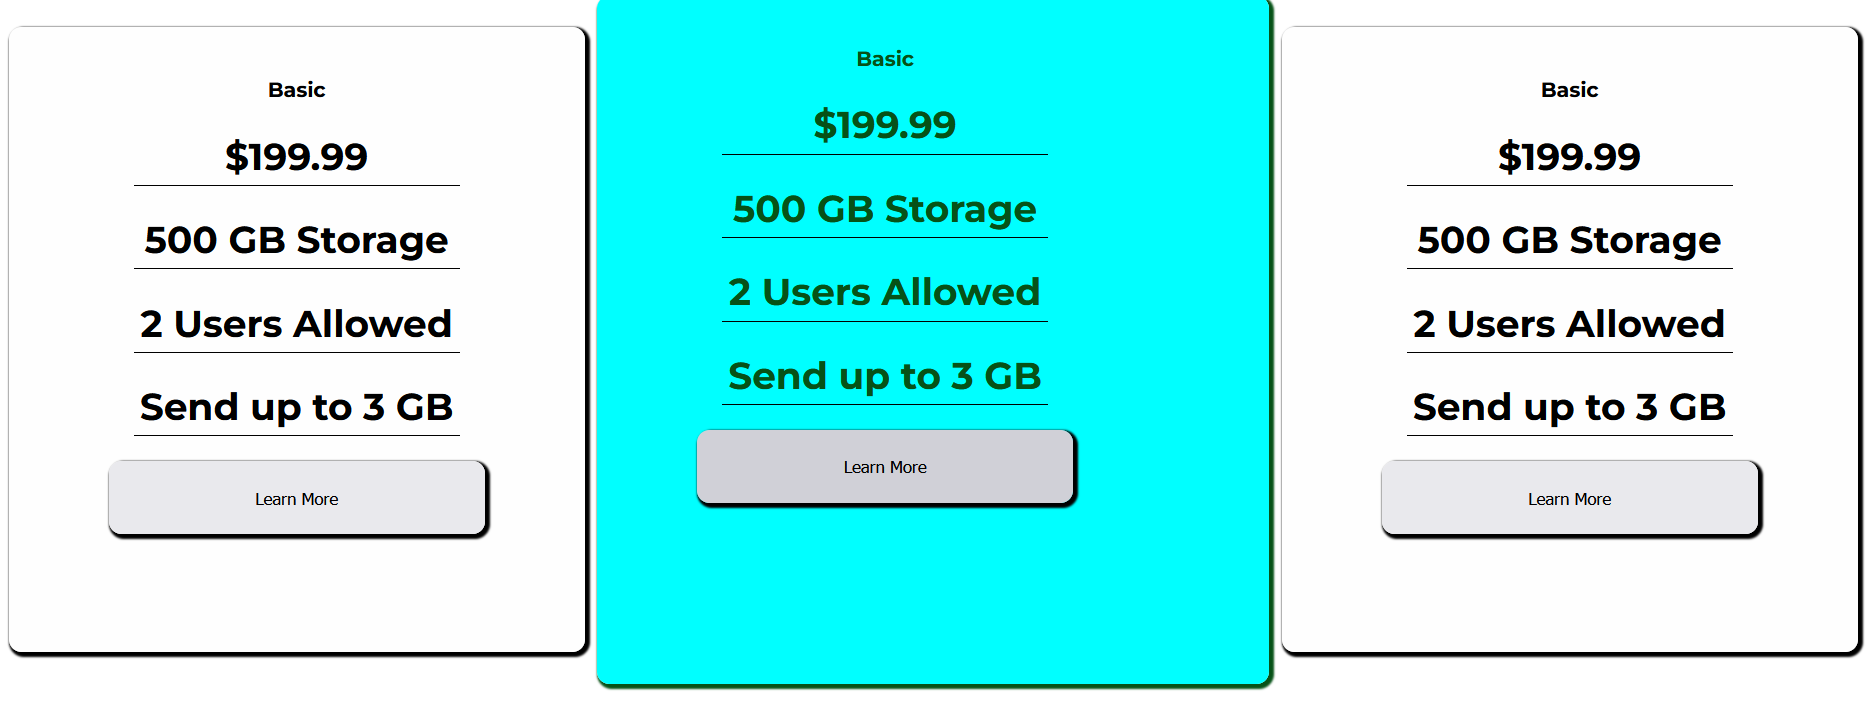 Basic
$199.99
500 GB Storage
2 Users Allowed
Send up to 3 GB
Learn More
Basic
$199.99
500 GB Storage
2 Users Allowed
Send up to 3 GB
Learn More
Basic
$199.99
500 GB Storage
2 Users Allowed
Send up to 3 GB
Learn More